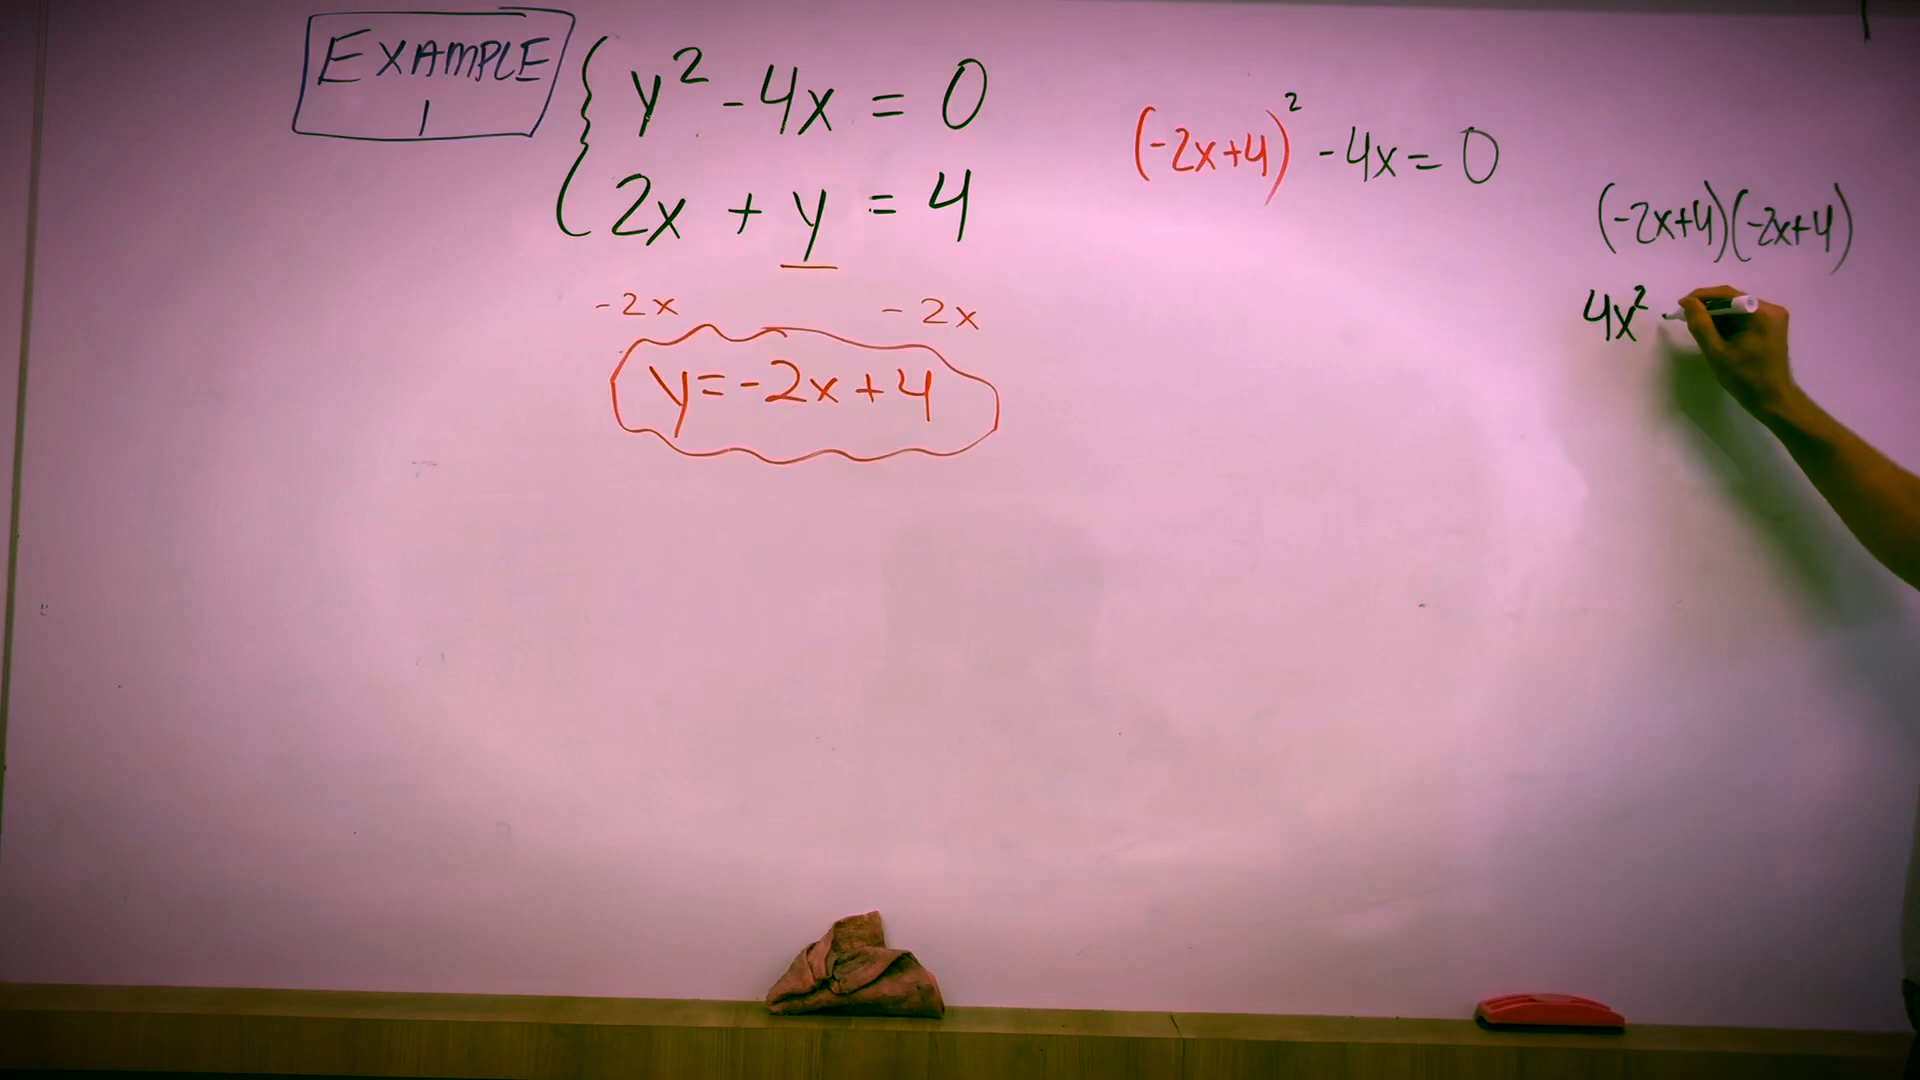 EXAMPLE
1
y² - 4x = 0
2x + y = 4
-2x - 2x
y = -2x + 4
(-2x+4)² - 4x = 0
(-2x+4)(-2x+4)
4x² -